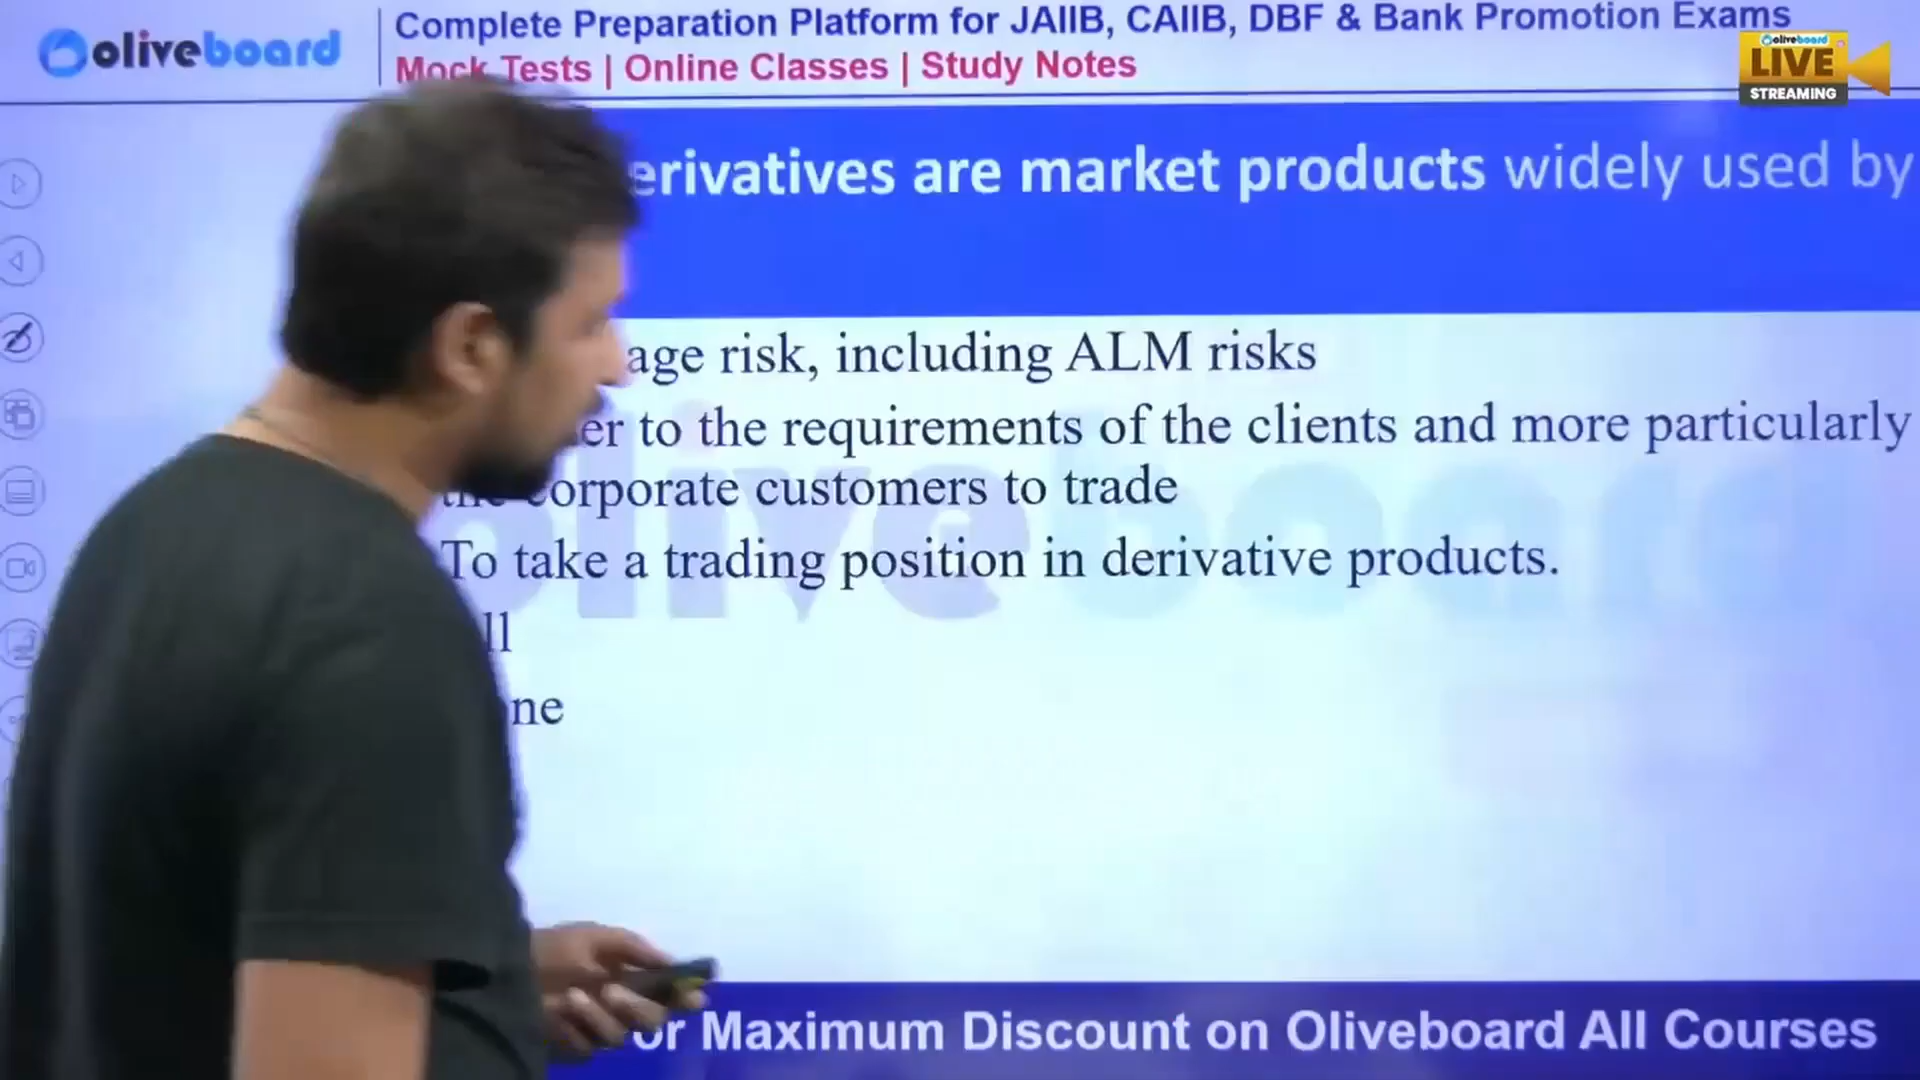 oliveboard
Complete Preparation Platform for JAIIB, CAIIB, DBF & Bank Promotion Exams
Mock Tests | Online Classes | Study Notes
oliveboard
LIVE
STREAMING
erivatives are market products widely used by
age risk, including ALM risks
er to the requirements of the clients and more particularly
the corporate customers to trade
To take a trading position in derivative products.
ll
ne
oliveboard
or Maximum Discount on Oliveboard All Courses